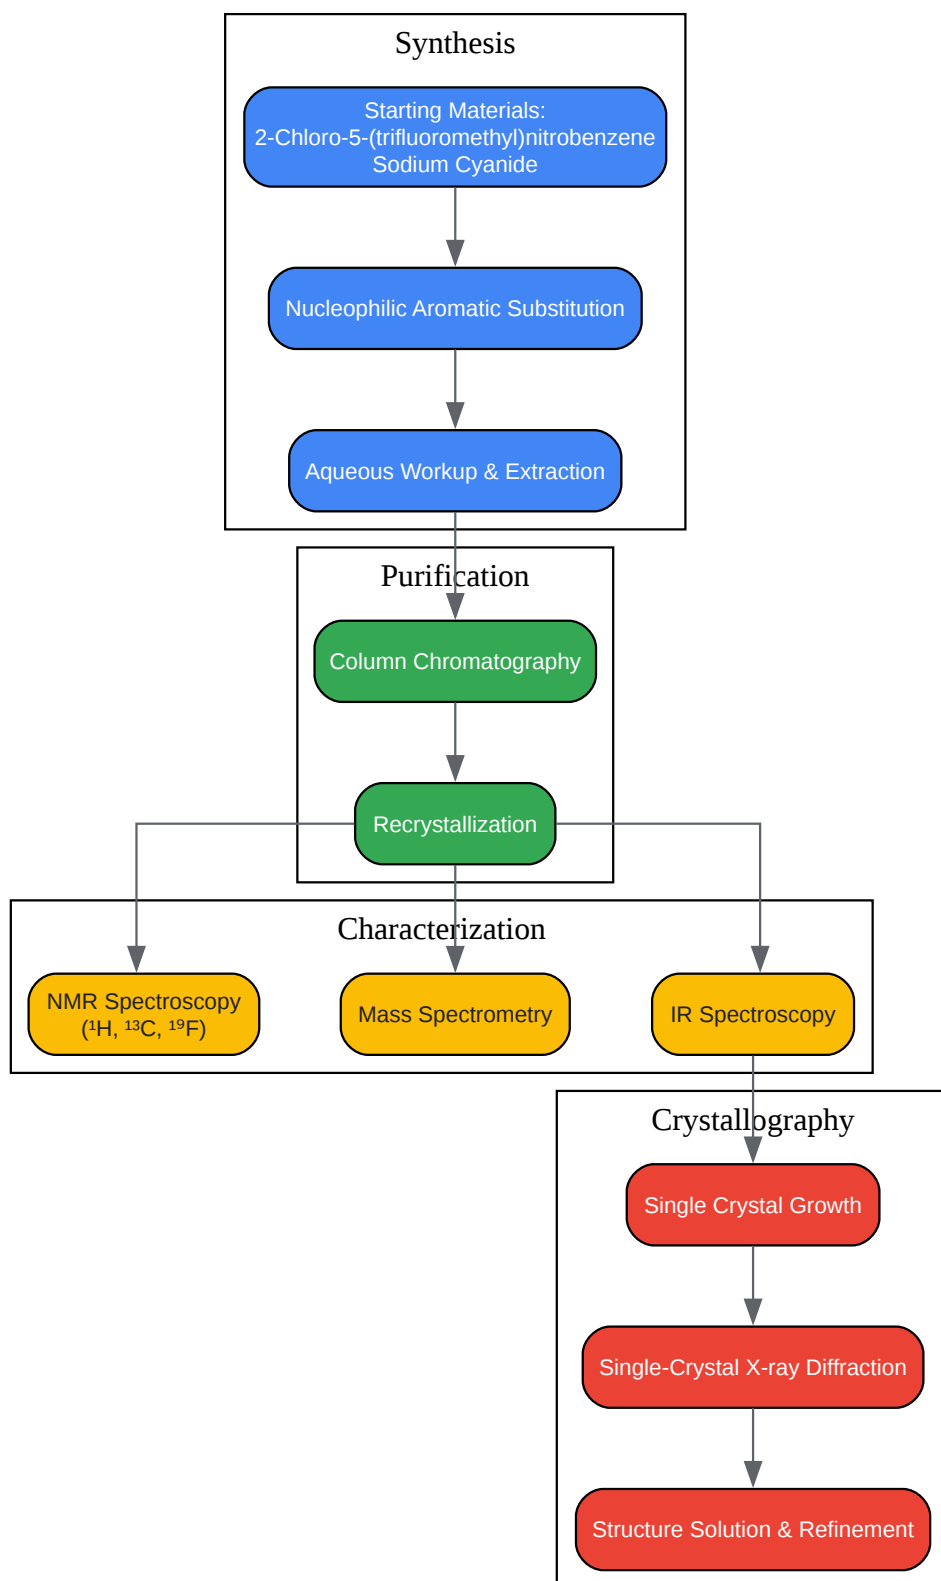 Synthesis
Starting Materials:
2-Chloro-5-(trifluoromethyl)nitrobenzene
Sodium Cyanide
Nucleophilic Aromatic Substitution
Aqueous Workup & Extraction
Purification
Column Chromatography
Recrystallization
Characterization
NMR Spectroscopy
(¹H, ¹³C, ¹⁹F)
Mass Spectrometry
IR Spectroscopy
Crystallography
Single Crystal Growth
Single-Crystal X-ray Diffraction
Structure Solution & Refinement